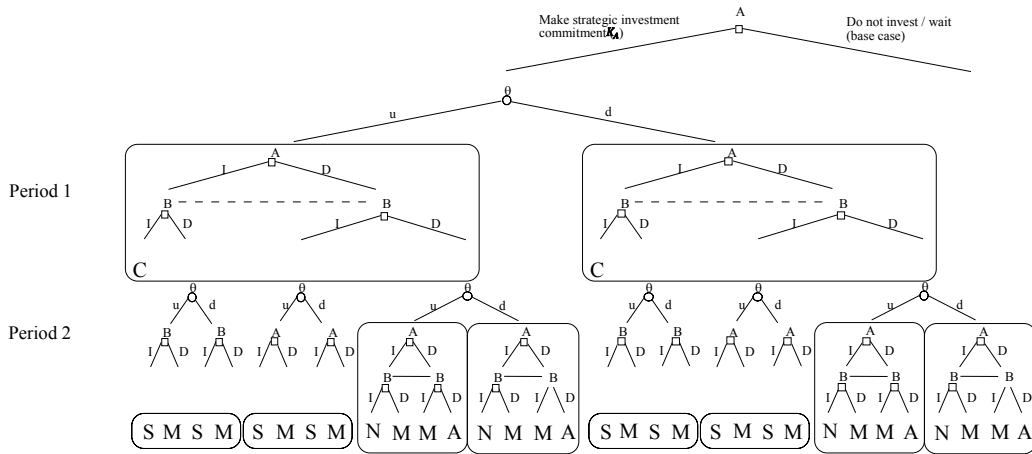 A
Make strategic investment
commitment K_A)
Do not invest / wait
(base case)
θ
u d
Period 1
A A
I D I D
B B B B
I D I D I D I D
C C
θ θ θ θ θ θ
u d u d u d u d u d u d
Period 2
B B A A A A B B A A A A
I D I D I D I D I D I D I D I D I D I D I D I D
B B B B B B B B
I D I D I D I D I D I D I D I D
S M S M S M S M N M M A N M M A S M S M S M S M N M M A N M M A